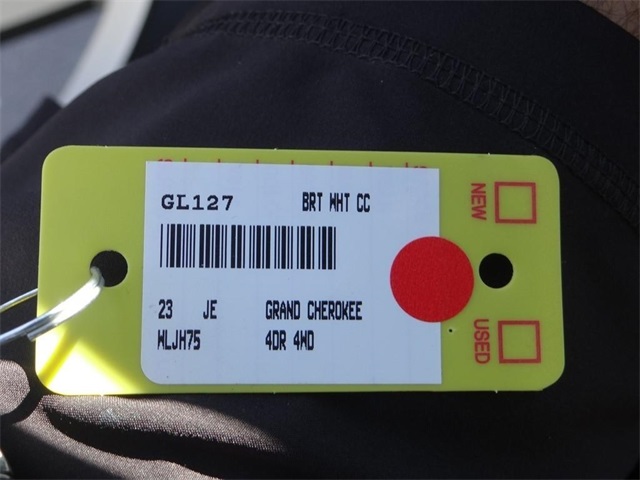 GL127 BRT WHT CC
23 JE GRAND CHEROKEE
WLJH75 4DR 4WD
NEW
USED